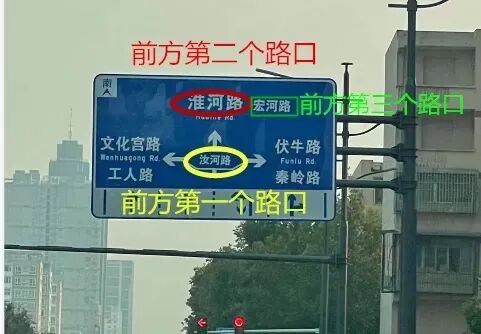 前方第二个路口
南
淮河路 宏河路 前方第三个路口
Huaihe Rd.
文化宫路 汝河路 伏牛路
Wenhuagong Rd. Funiu Rd.
工人路 秦岭路
前方第一个路口